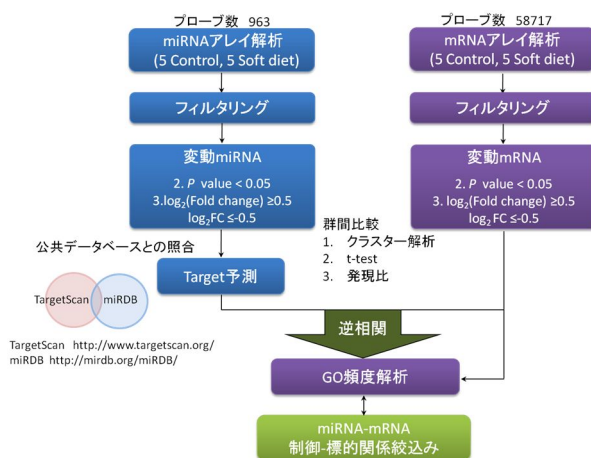 プローブ数 963
miRNAアレイ解析
(5 Control, 5 Soft diet)
フィルタリング
変動miRNA
2. P value < 0.05
3.log₂(Fold change) ≥0.5
log₂FC ≤-0.5
プローブ数 58717
mRNAアレイ解析
(5 Control, 5 Soft diet)
フィルタリング
変動mRNA
2. P value < 0.05
3.log₂(Fold change) ≥0.5
log₂FC ≤-0.5
群間比較
1. クラスター解析
2. t-test
3. 発現比
公共データベースとの照合
Target予測
TargetScan
miRDB
TargetScan http://www.targetscan.org/
miRDB http://mirdb.org/miRDB/
逆相関
GO頻度解析
miRNA-mRNA
制御-標的関係絞込み